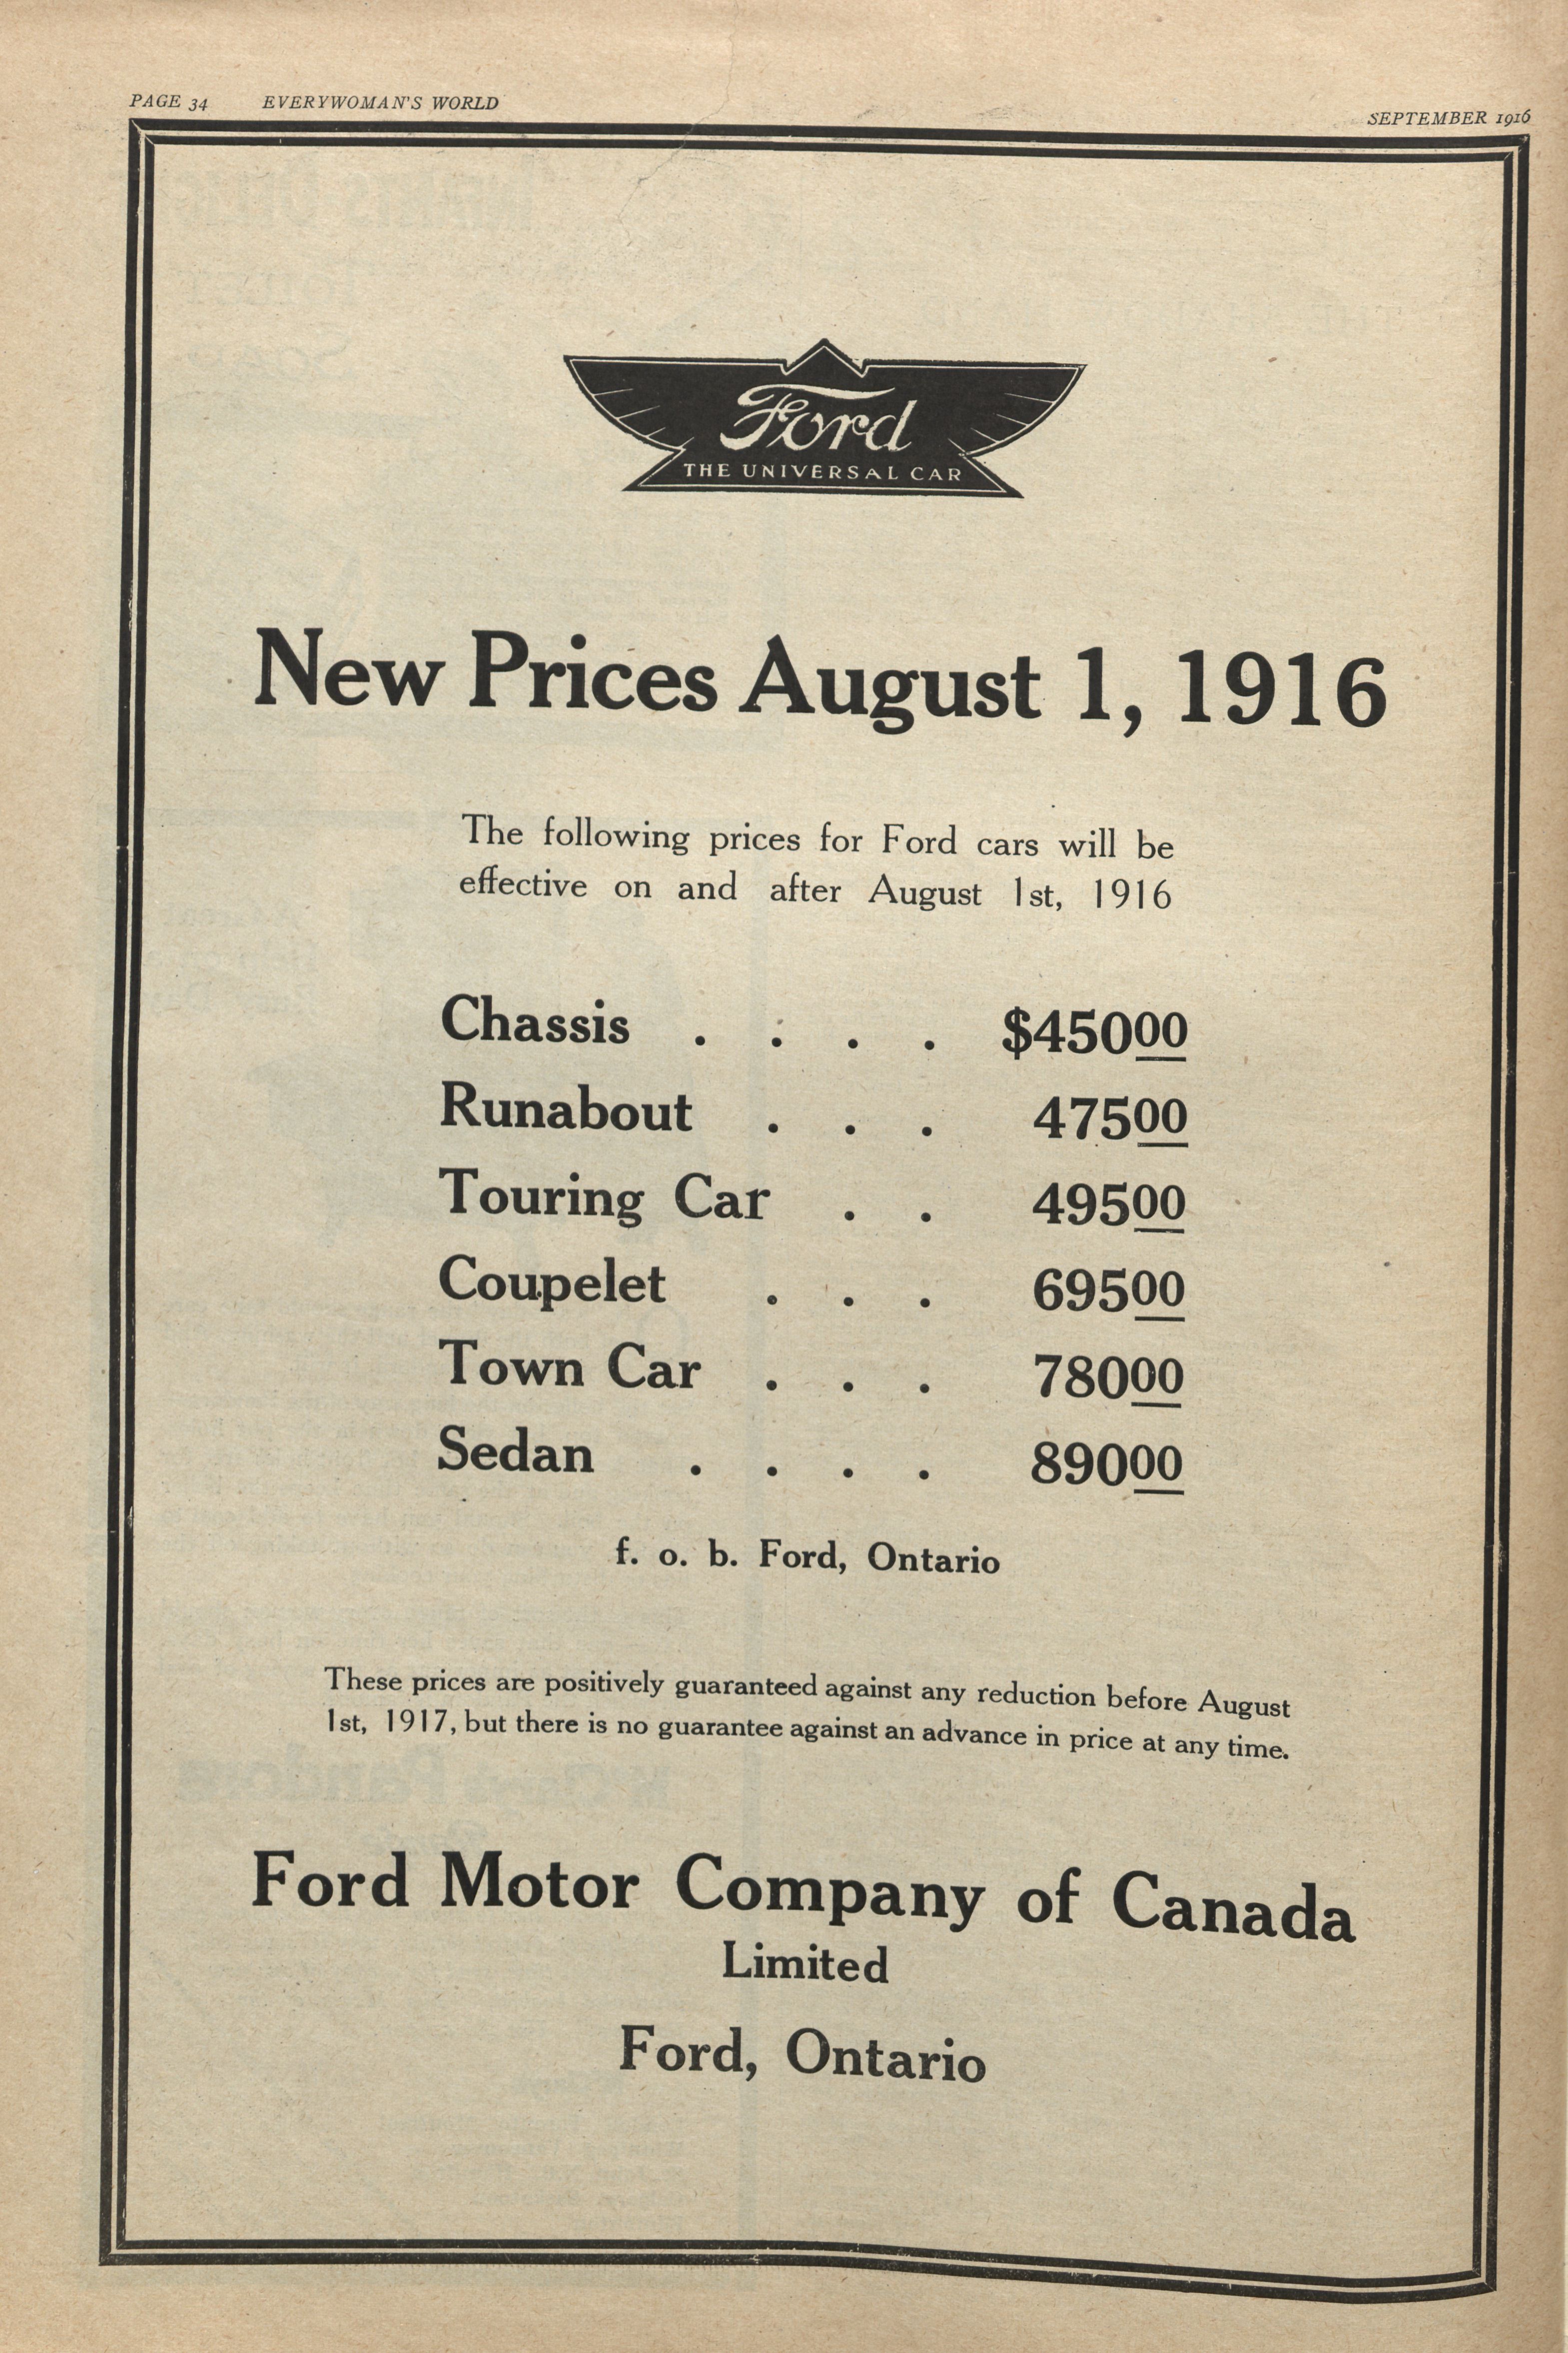 PAGE 34 EVERYWOMAN'S WORLD SEPTEMBER 1916
Ford
THE UNIVERSAL CAR
New Prices August 1, 1916
The following prices for Ford cars will be
effective on and after August 1st, 1916
Chassis . . . . $45000
Runabout . . . 47500
Touring Car . . 49500
Coupelet . . . 69500
Town Car . . . 78000
Sedan . . . . 89000
f. o. b. Ford, Ontario
These prices are positively guaranteed against any reduction before August
1st, 1917, but there is no guarantee against an advance in price at any time.
Ford Motor Company of Canada
Limited
Ford, Ontario